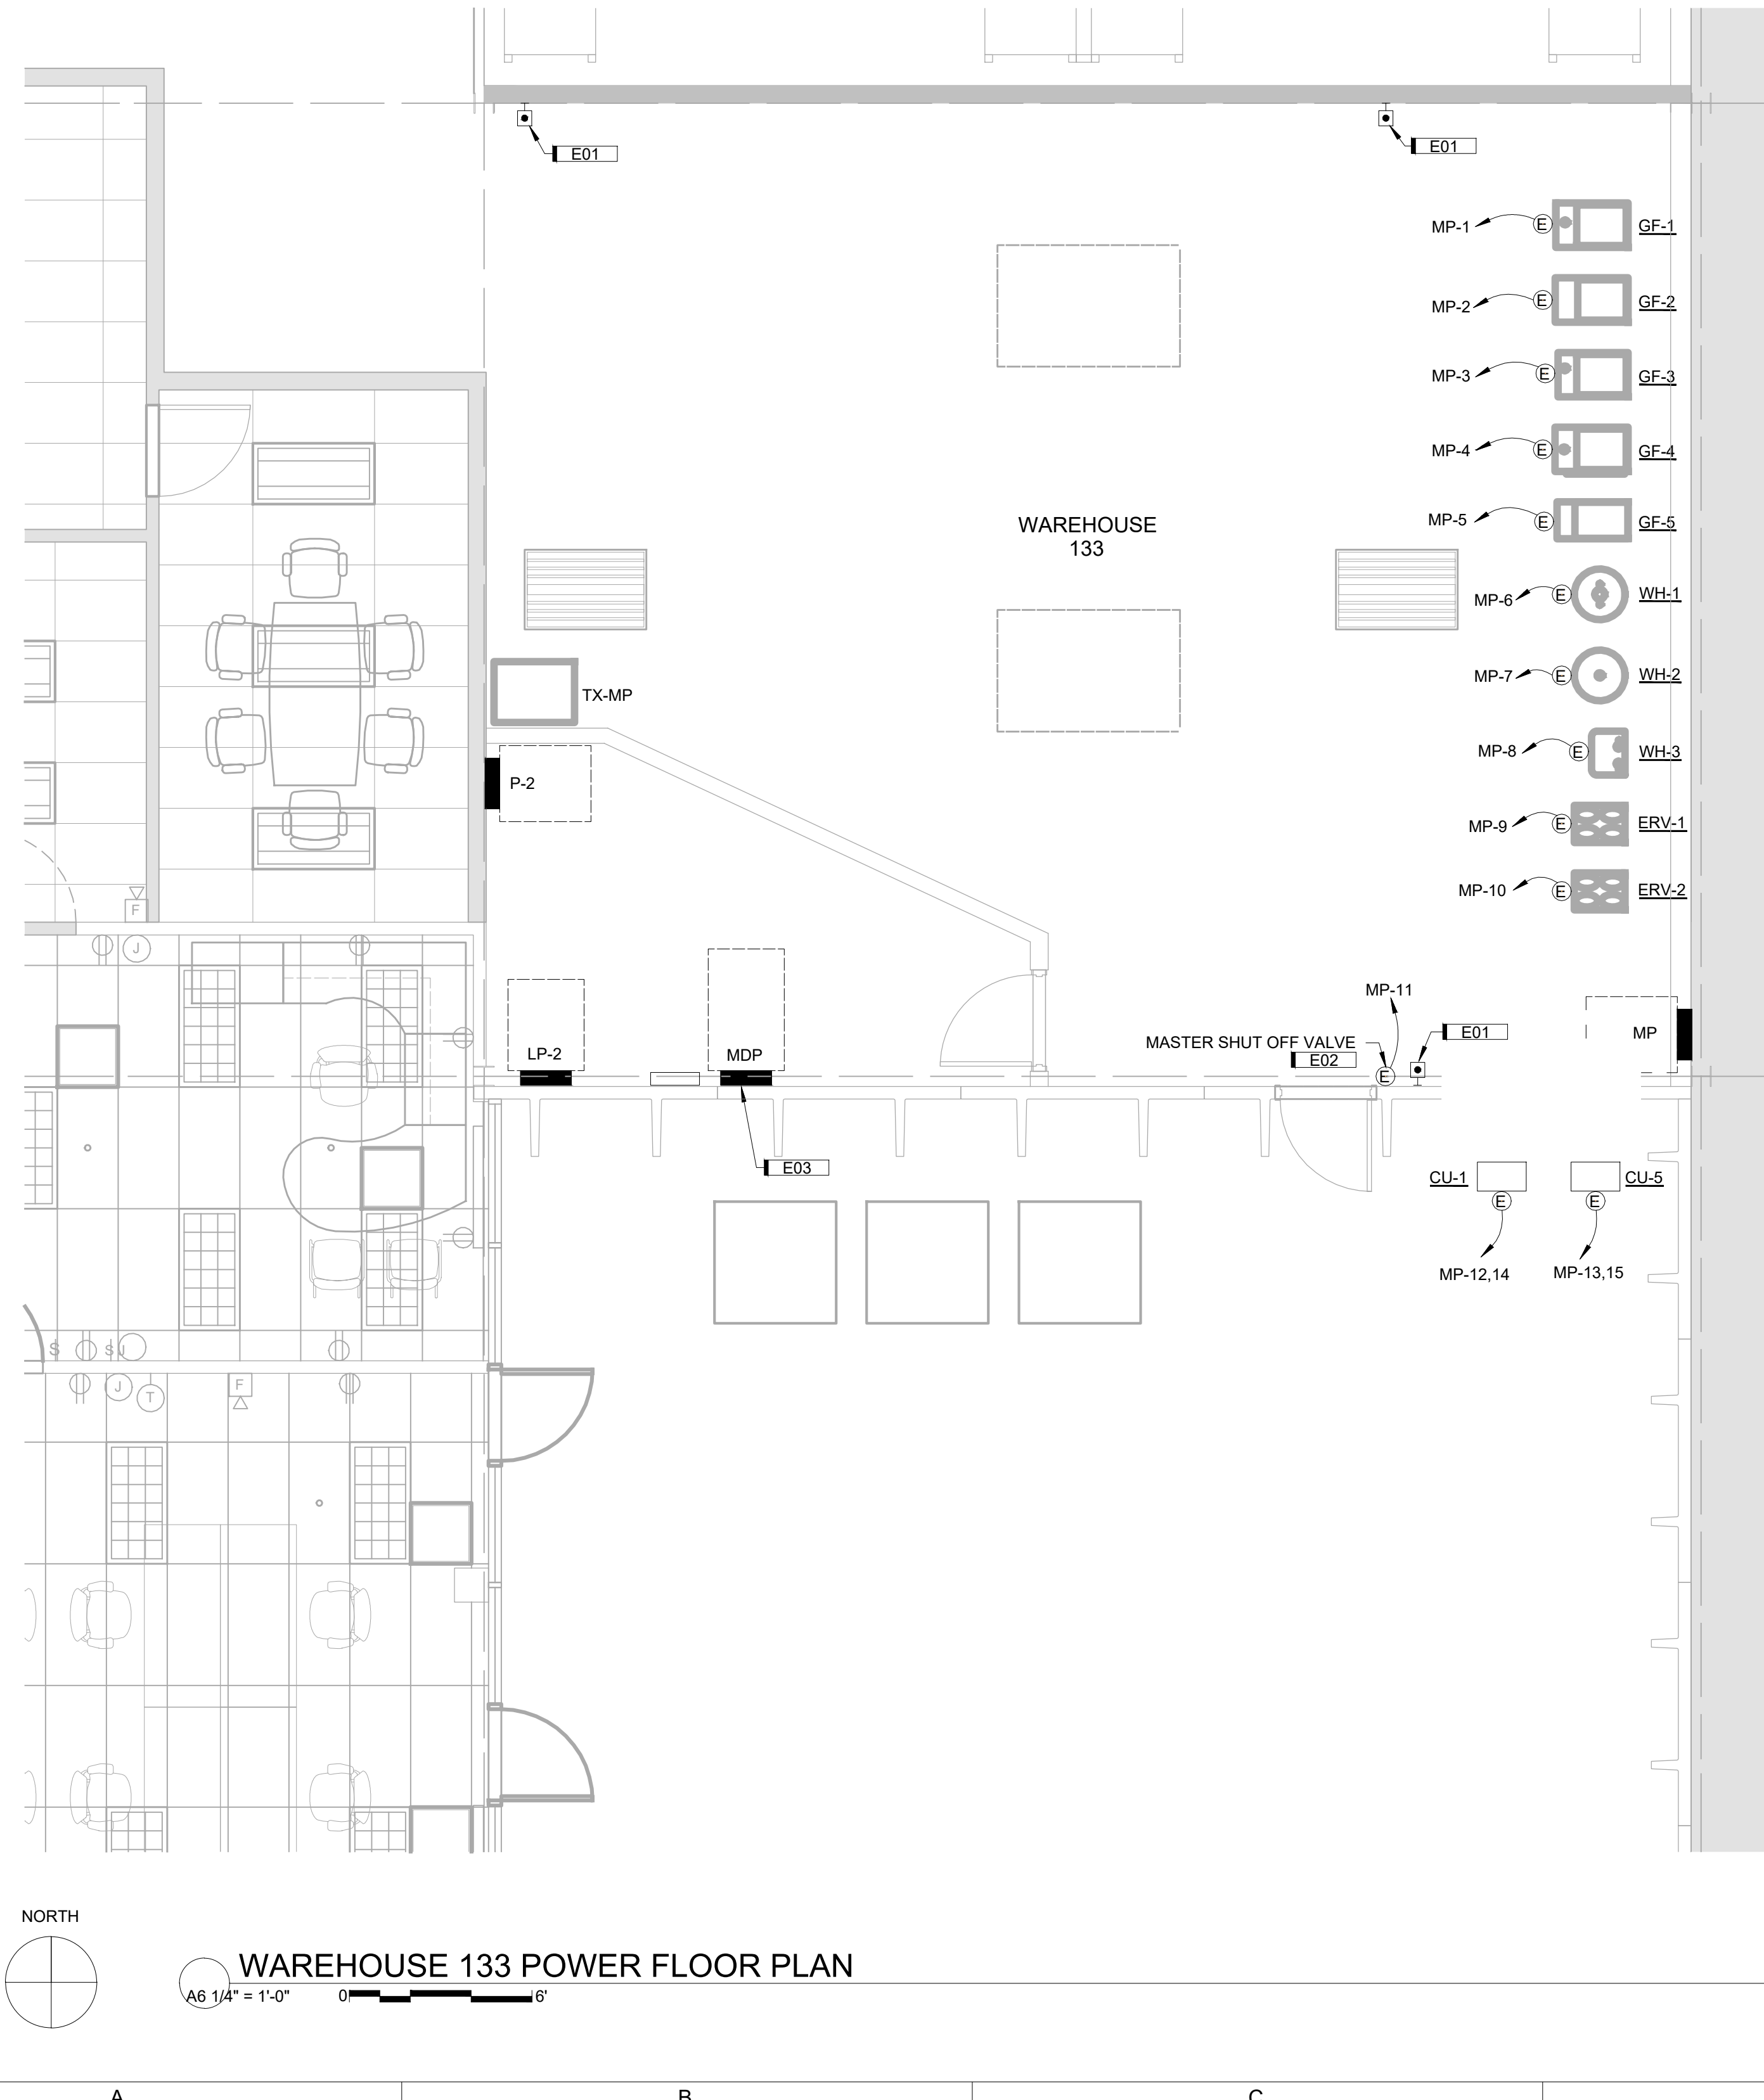 E01
E01
MP-1
E
GF-1
MP-2
E
GF-2
MP-3
E
GF-3
MP-4
E
GF-4
MP-5
E
GF-5
WAREHOUSE
133
MP-6
E
WH-1
MP-7
E
WH-2
TX-MP
MP-8
E
WH-3
P-2
MP-9
E
ERV-1
MP-10
E
ERV-2
F
J
MP-11
E01
MP
MASTER SHUT OFF VALVE
E02
E
LP-2
MDP
E03
CU-1
CU-5
E
E
MP-12,14
MP-13,15
S
S
J
J
T
F
NORTH
WAREHOUSE 133 POWER FLOOR PLAN
A6 1/4" = 1'-0"
0
6'
A
B
C